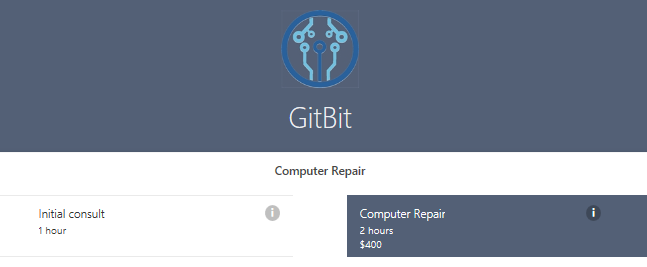 GitBit
Computer Repair
Initial consult
1 hour
Computer Repair
2 hours
$400